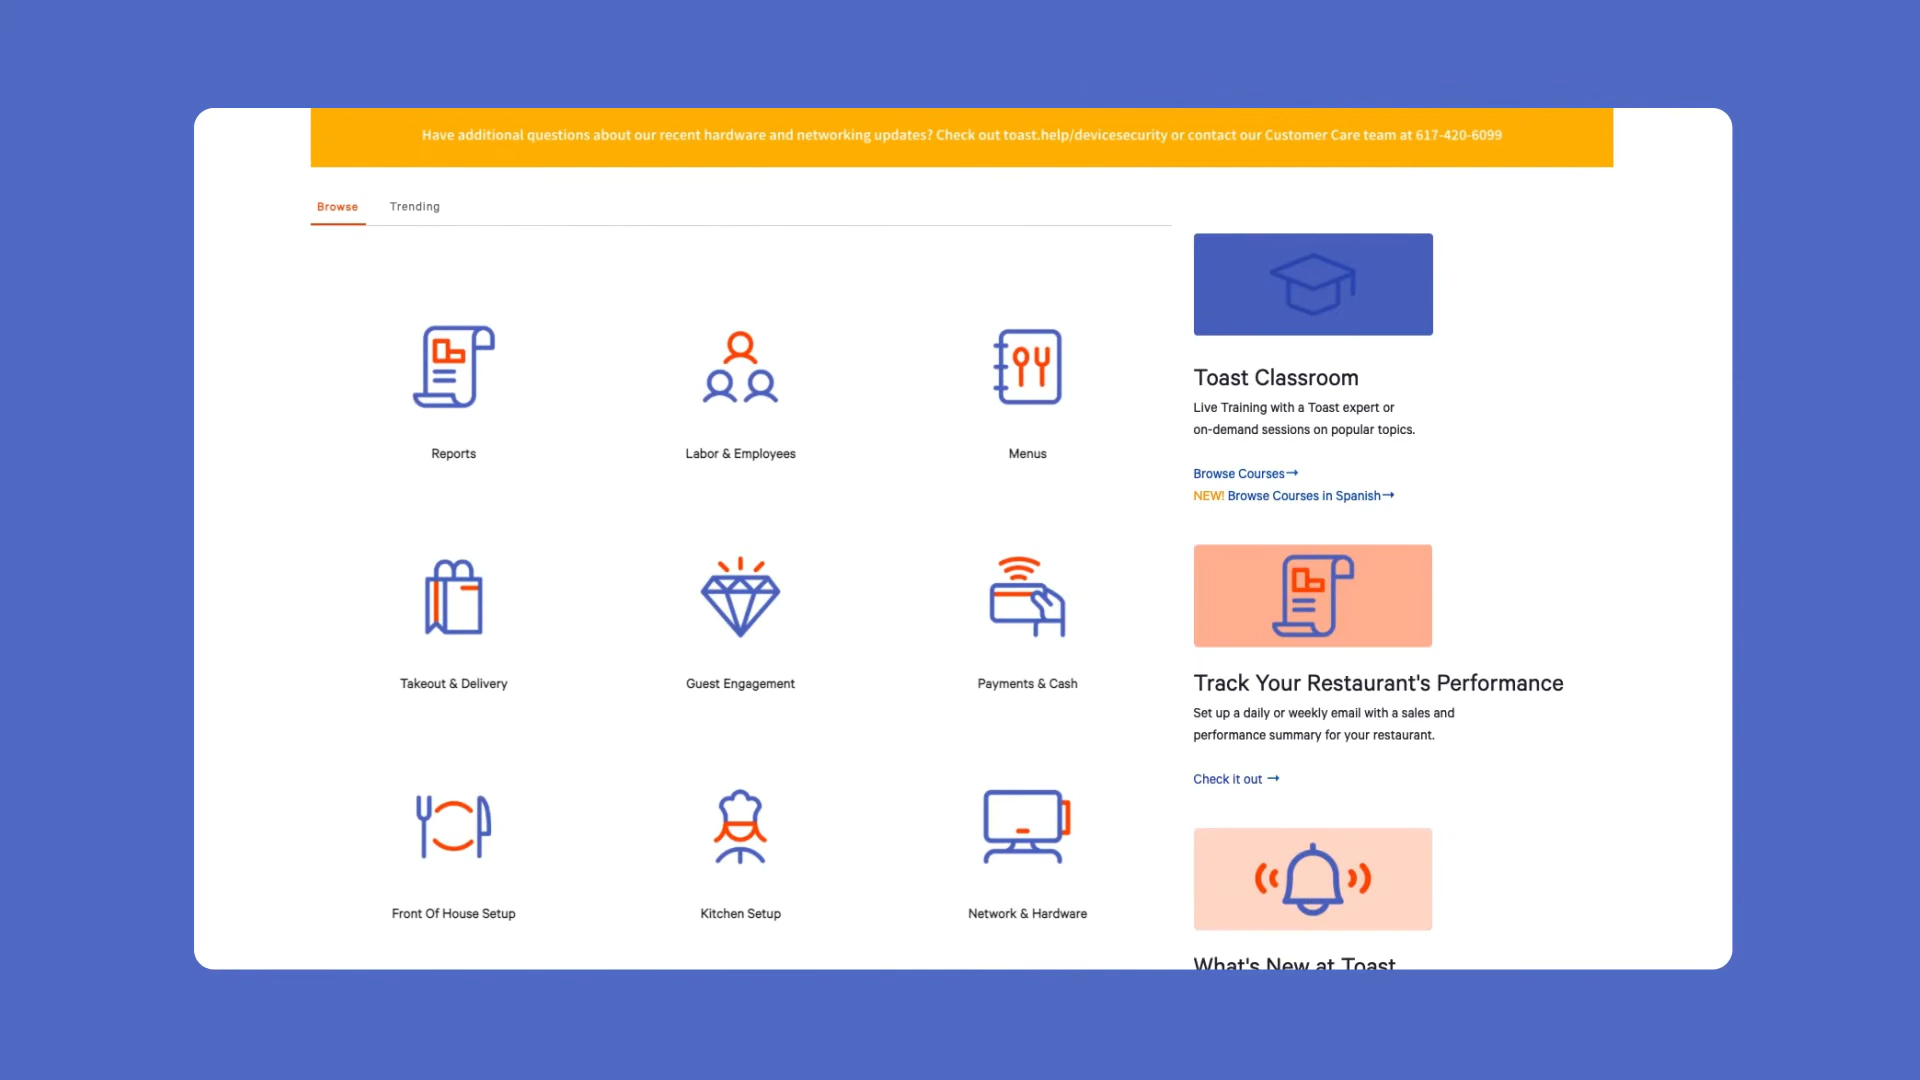 Have additional questions about our recent hardware and networking updates? Check out toast.help/devicesecurity or contact our Customer Care team at 617-420-6099
Browse
Trending
Reports
Labor & Employees
Menus
Takeout & Delivery
Guest Engagement
Payments & Cash
Front Of House Setup
Kitchen Setup
Network & Hardware
Toast Classroom
Live Training with a Toast expert or
on-demand sessions on popular topics.
Browse Courses→
NEW! Browse Courses in Spanish→
Track Your Restaurant's Performance
Set up a daily or weekly email with a sales and
performance summary for your restaurant.
Check it out →
What's New at Toast